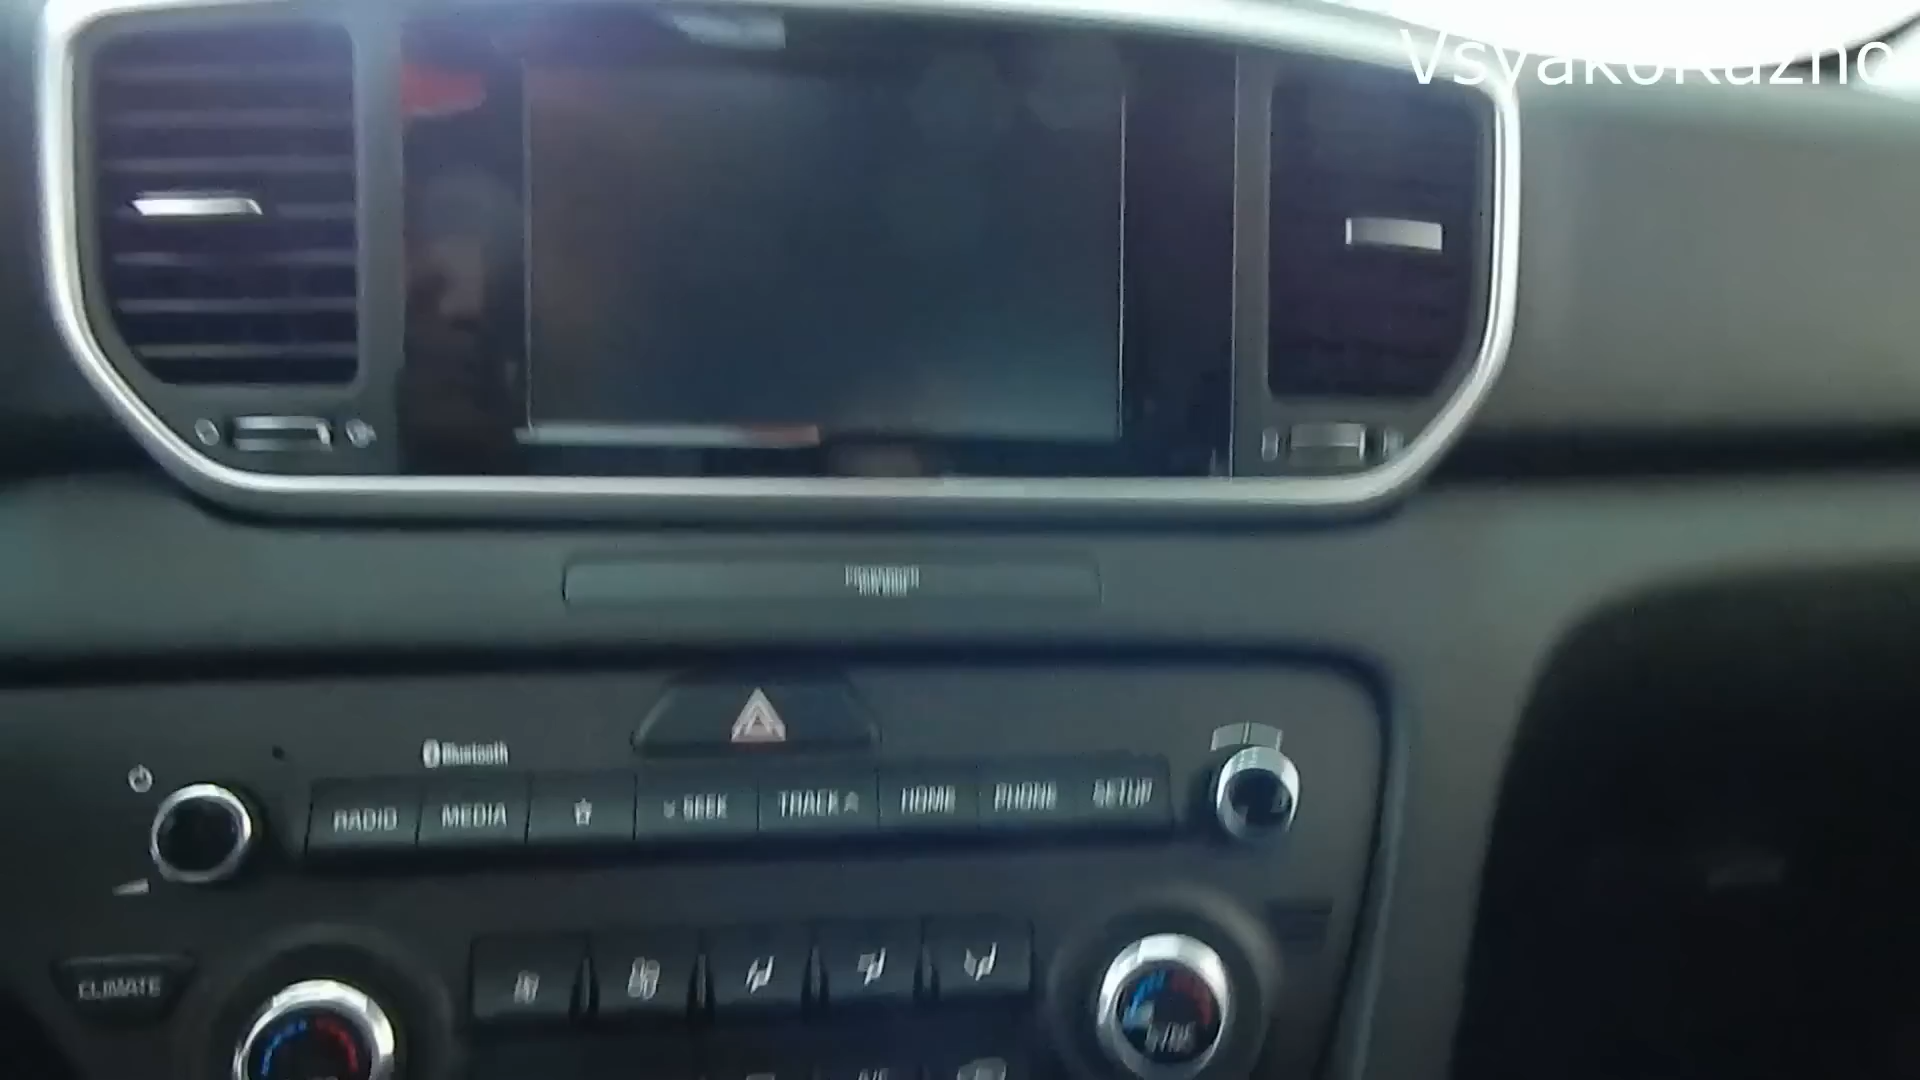 VsyakoRazno
Bluetooth
RADIO MEDIA SEEK TRACK HOME PHONE SETUP
CLIMATE